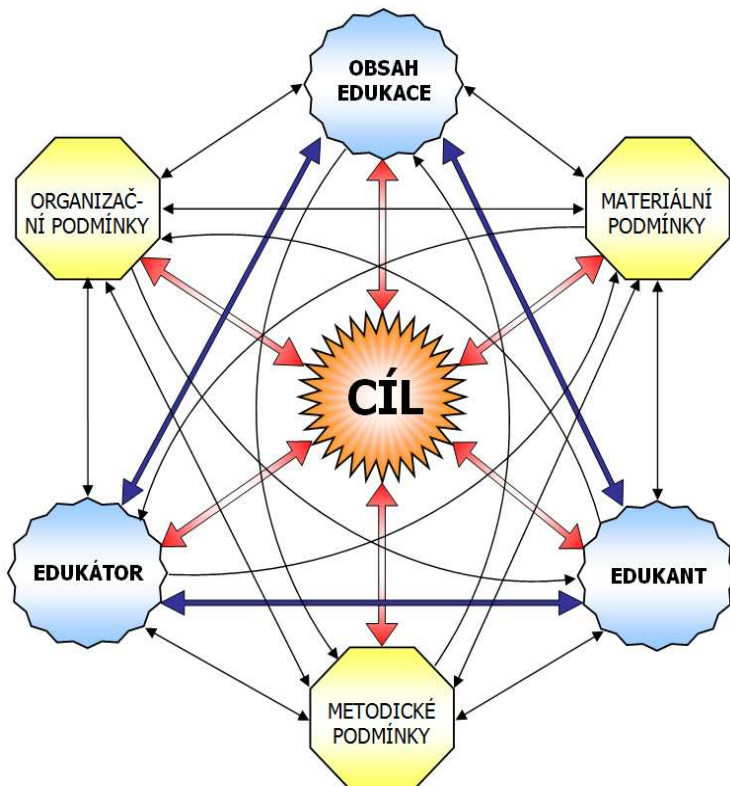 OBSAH
EDUKACE
ORGANIZAČ-
NÍ PODMÍNKY
MATERIÁLNÍ
PODMÍNKY
CÍL
EDUKÁTOR
EDUKANT
METODICKÉ
PODMÍNKY